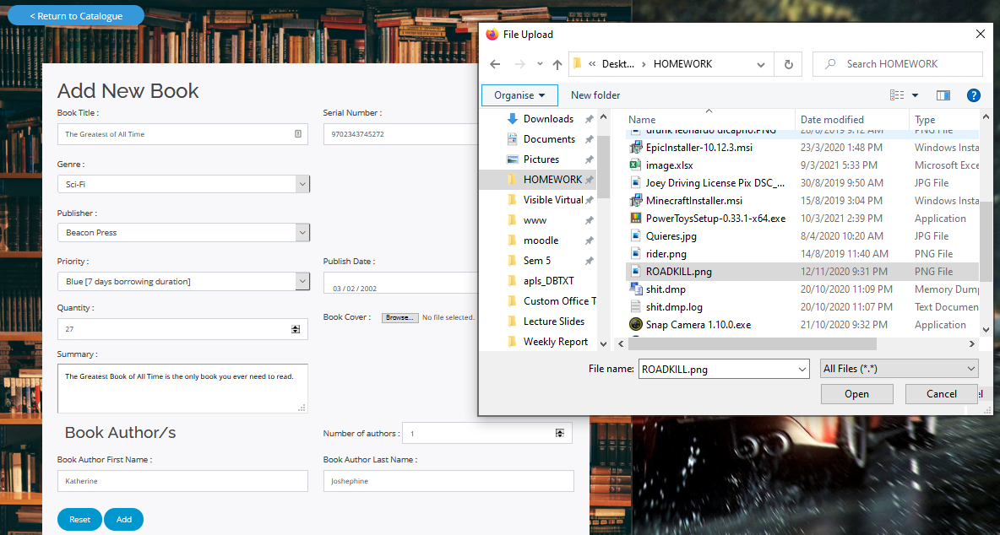 < Return to Catalogue
Add New Book
Book Title :
The Greatest of All Time
Serial Number :
9702343745272
Genre :
Sci-Fi
Publisher :
Beacon Press
Priority :
Blue [7 days borrowing duration]
Publish Date :
03 / 02 / 2002
Quantity :
27
Book Cover :
Browse...
No file selected.
Summary :
The Greatest Book of All Time is the only book you ever need to read.
Book Author/s
Number of authors :
1
Book Author First Name :
Katherine
Book Author Last Name :
Joshephine
Reset
Add
File Upload
« Deskt... › HOMEWORK
Search HOMEWORK
Organise
New folder
?
Downloads
Documents
Pictures
HOMEWORK
Visible Virtual
www
moodle
Sem 5
apls_DBTXT
Custom Office T
Lecture Slides
Weekly Report
Name Date modified Type
drunk leonardo dicaprio.PNG 28/8/2019 9:12 AM PNG File
EpicInstaller-10.12.3.msi 23/3/2020 1:48 PM Windows Insta
image.xlsx 9/3/2021 5:33 PM Microsoft Exce
Joey Driving License Pix DSC_... 30/8/2019 9:50 AM JPG File
MinecraftInstaller.msi 15/8/2019 3:04 PM Windows Insta
PowerToysSetup-0.33.1-x64.exe 10/3/2021 2:39 PM Application
Quieres.jpg 8/4/2020 10:20 AM JPG File
rider.png 14/8/2019 11:40 AM PNG File
ROADKILL.png 12/11/2020 9:31 PM PNG File
shit.dmp 20/10/2020 11:09 PM Memory Dump
shit.dmp.log 20/10/2020 11:07 PM Text Documen
Snap Camera 1.10.0.exe 21/10/2020 9:32 PM Application
File name: ROADKILL.png
All Files (*.*)
Open
Cancel